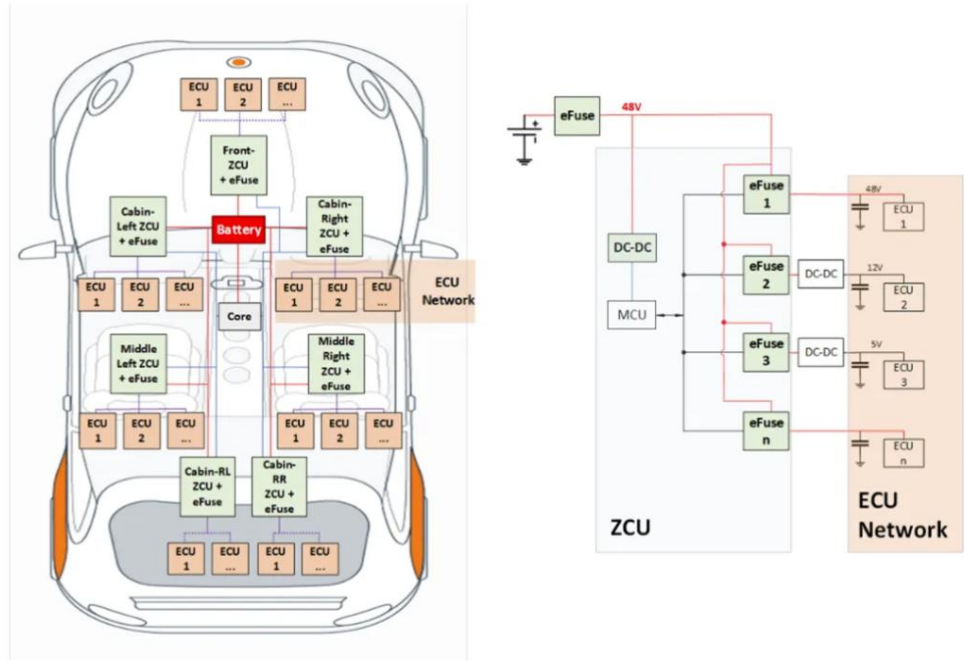 ECU
1
ECU
2
ECU
...
Front-
ZCU
+ eFuse
Cabin-
Left ZCU
+ eFuse
Battery
Cabin-
Right ZCU
+ eFuse
ECU
1
ECU
2
ECU
...
ECU
1
ECU
2
ECU
...
ECU
Network
Core
Middle
Left ZCU
+ eFuse
Middle
Right ZCU
+ eFuse
ECU
1
ECU
2
ECU
...
ECU
1
ECU
2
ECU
...
Cabin-RL
ZCU +
eFuse
Cabin-
RR
ZCU +
eFuse
ECU
1
ECU
...
ECU
1
ECU
...
eFuse
48V
+
eFuse
1
48V
ECU
1
DC-DC
eFuse
2
DC-DC
12V
ECU
2
MCU
eFuse
3
DC-DC
5V
ECU
3
eFuse
n
ECU
n
ZCU
ECU
Network